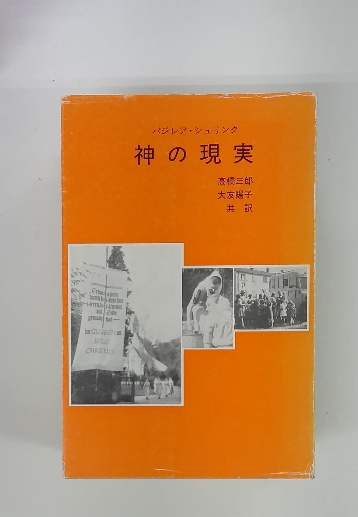 バジレア・シュリンク
神の現実
高橋三郎
大友陽子
共訳